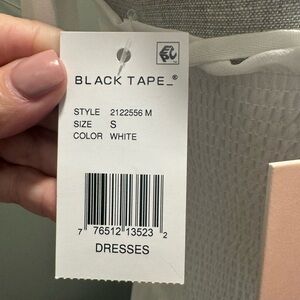 BLACK TAPE_®
STYLE 2122556 M
SIZE S
COLOR WHITE
7 76512 13523 2
DRESSES